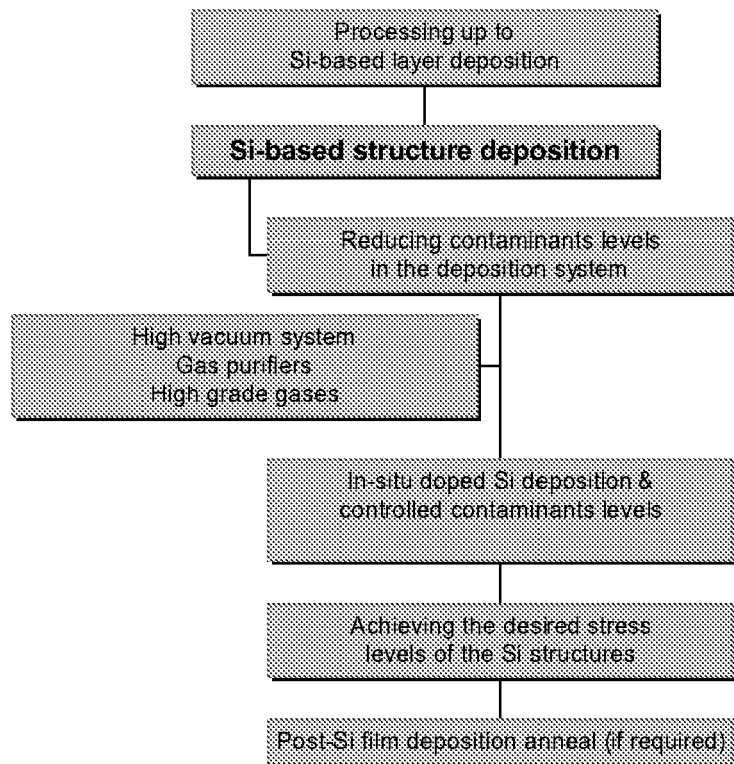 Processing up to
Si-based layer deposition
Si-based structure deposition
Reducing contaminants levels
in the deposition system
High vacuum system
Gas purifiers
High grade gases
In-situ doped Si deposition &
controlled contaminants levels
Achieving the desired stress
levels of the Si structures
Post-Si film deposition anneal (if required)